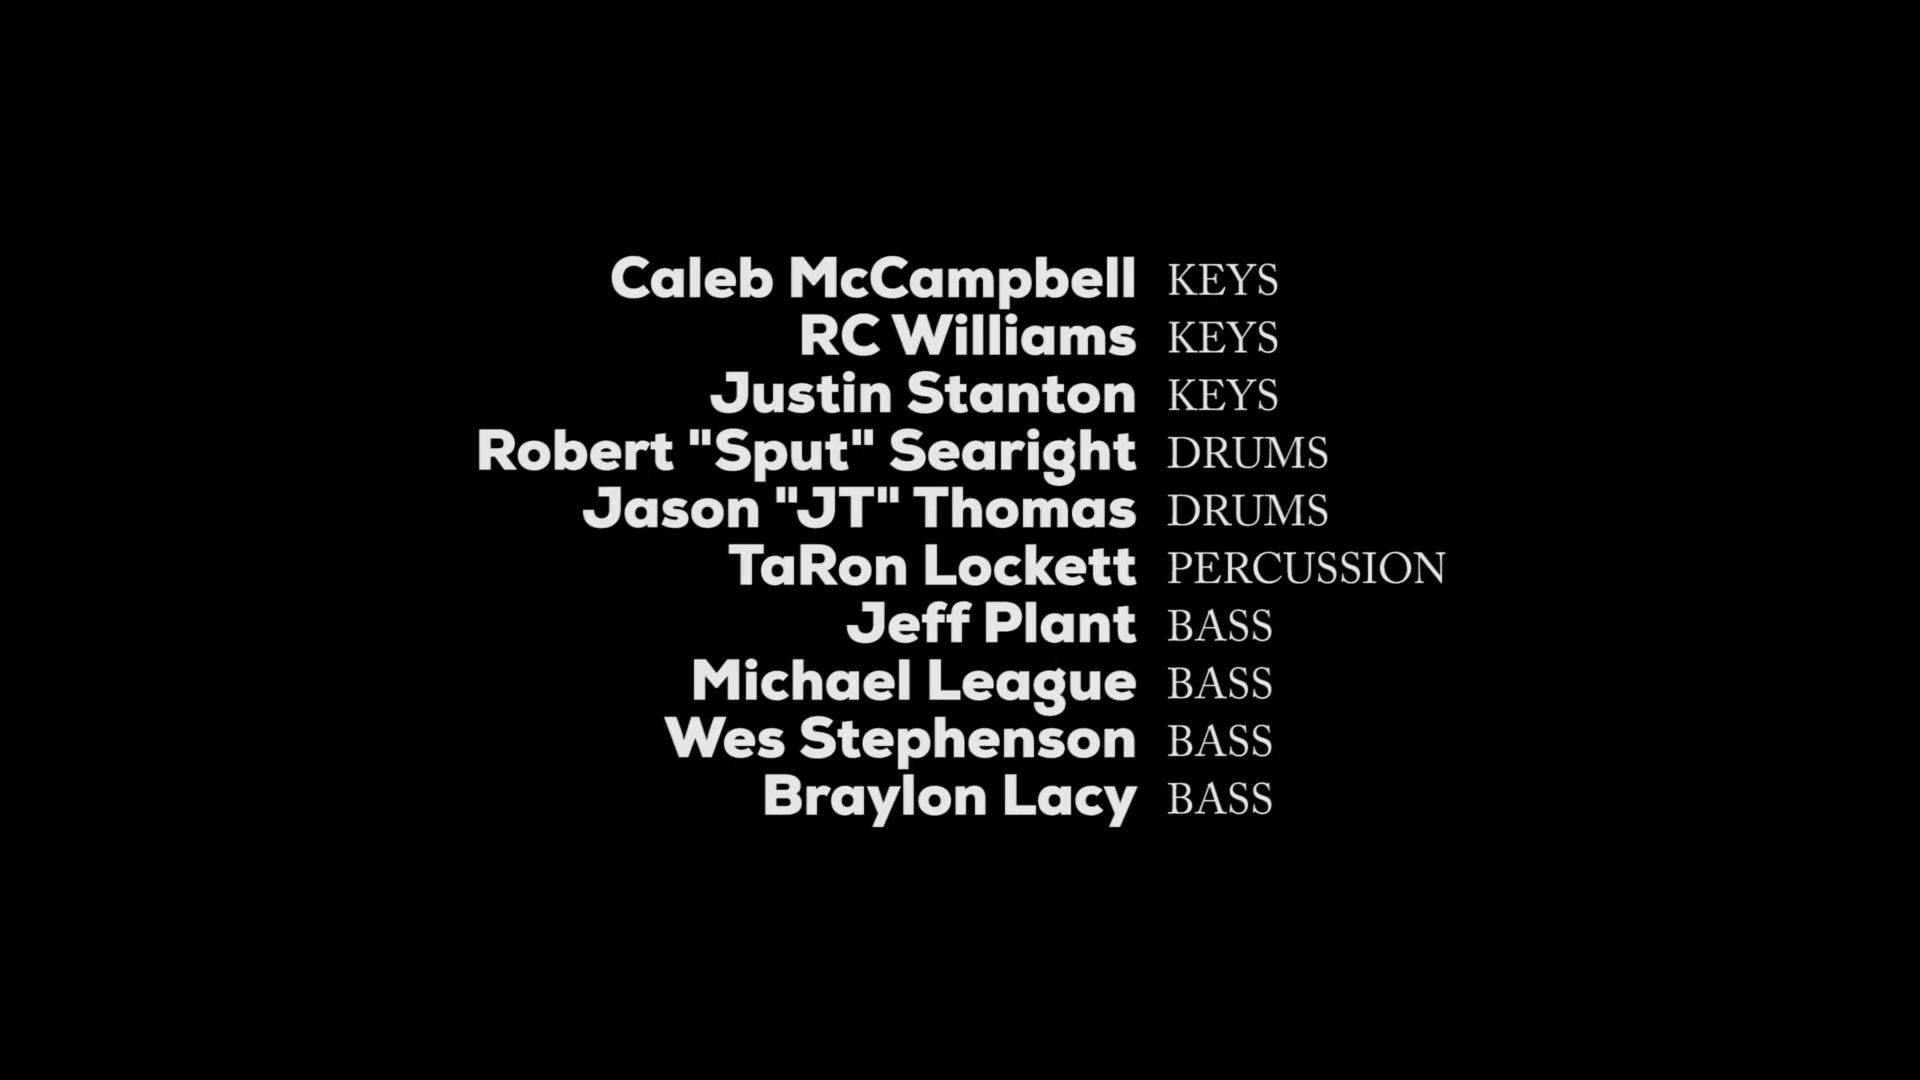 Caleb McCampbell KEYS
RC Williams KEYS
Justin Stanton KEYS
Robert "Sput" Searight DRUMS
Jason "JT" Thomas DRUMS
TaRon Lockett PERCUSSION
Jeff Plant BASS
Michael League BASS
Wes Stephenson BASS
Braylon Lacy BASS